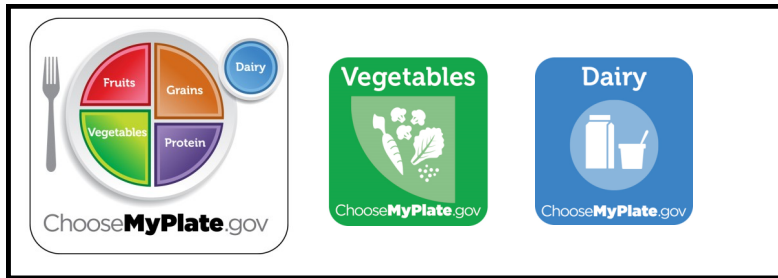 Fruits
Grains
Dairy
Vegetables
Protein
ChooseMyPlate.gov
Vegetables
ChooseMyPlate.gov
Dairy
ChooseMyPlate.gov